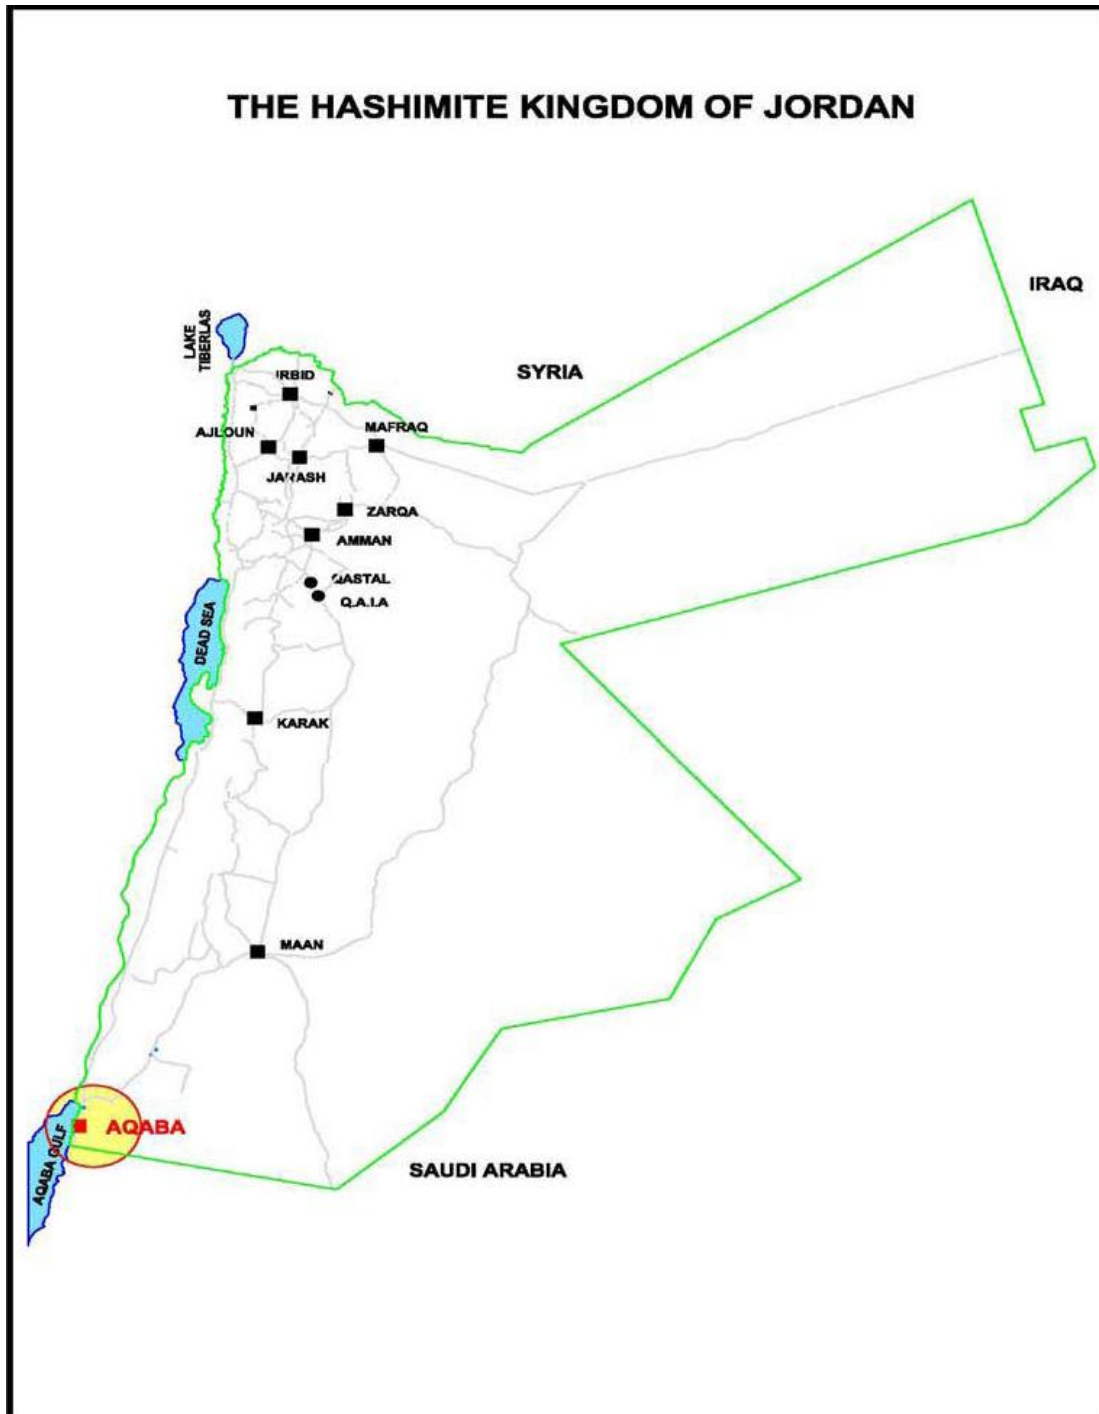 THE HASHIMITE KINGDOM OF JORDAN
IRAQ
LAKE
TIBERLAS
SYRIA
IRBID
AJLOUN
MAFRAQ
JARASH
ZARQA
AMMAN
QASTAL
Q.A.I.A
DEAD SEA
KARAK
MAAN
AQABA
AQABA GULF
SAUDI ARABIA